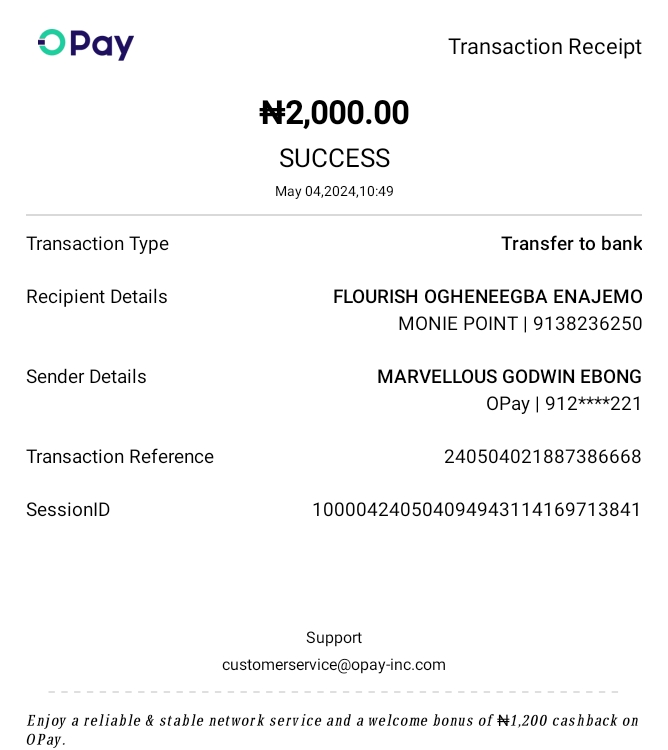 OPay
Transaction Receipt
₦2,000.00
SUCCESS
May 04,2024,10:49
Transaction Type Transfer to bank
Recipient Details FLOURISH OGHENEEGBA ENAJEMO
MONIE POINT | 9138236250
Sender Details MARVELLOUS GODWIN EBONG
OPay | 912****221
Transaction Reference 240504021887386668
SessionID 100004240504094943114169713841
Support
customerservice@opay-inc.com
Enjoy a reliable & stable network service and a welcome bonus of ₦1,200 cashback on
OPay.